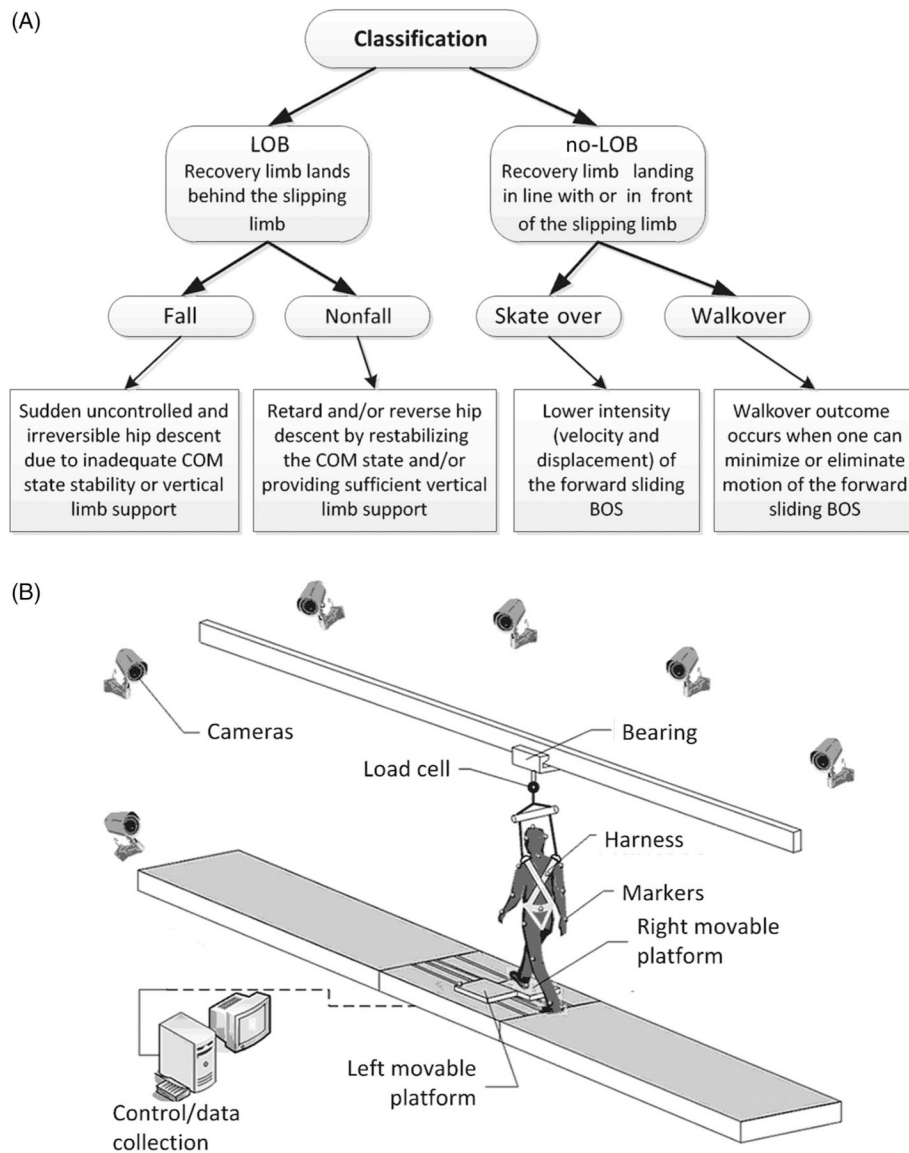 (A)
Classification
LOB
Recovery limb lands
behind the slipping
limb
no-LOB
Recovery limb landing
in line with or in front
of the slipping limb
Fall
Nonfall
Skate over
Walkover
Sudden uncontrolled and
irreversible hip descent
due to inadequate COM
state stability or vertical
limb support
Retard and/or reverse hip
descent by restabilizing
the COM state and/or
providing sufficient vertical
limb support
Lower intensity
(velocity and
displacement) of
the forward sliding
BOS
Walkover outcome
occurs when one can
minimize or eliminate
motion of the forward
sliding BOS
(B)
Cameras
Bearing
Load cell
Harness
Markers
Right movable
platform
Left movable
platform
Control/data
collection